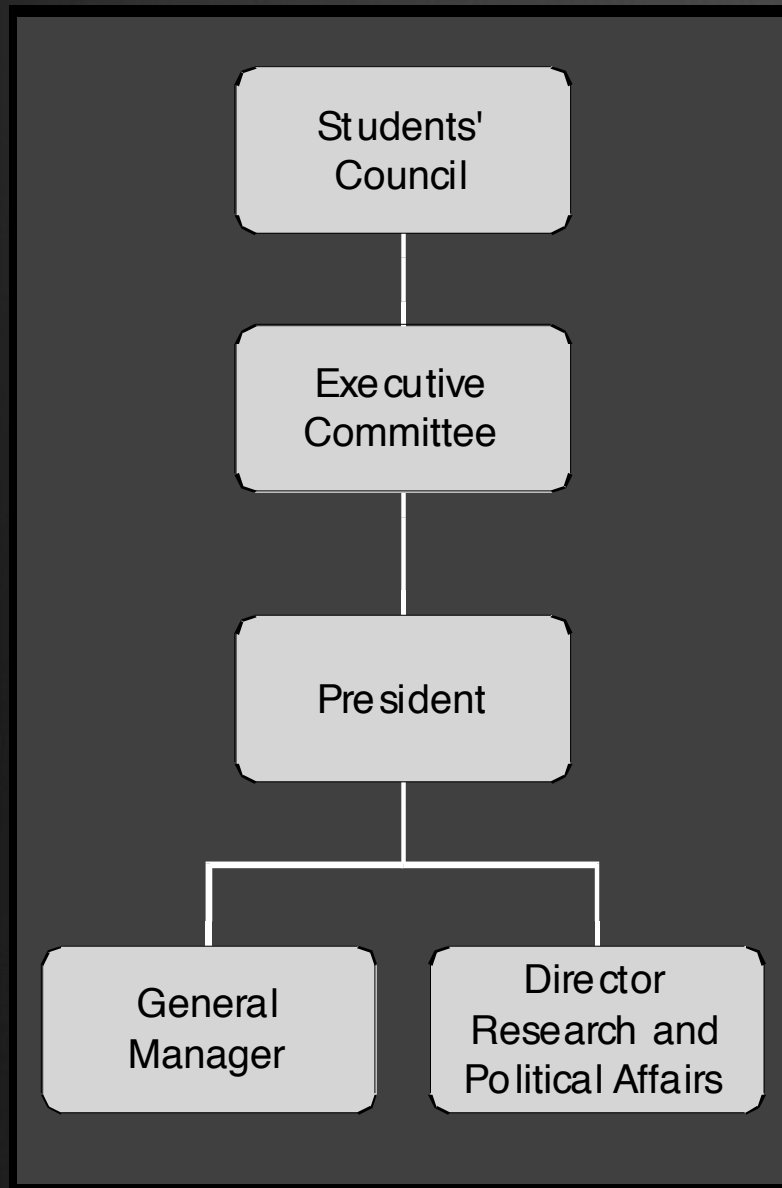 Students'
Council
Executive
Committee
President
General
Manager
Director
Research and
Political Affairs